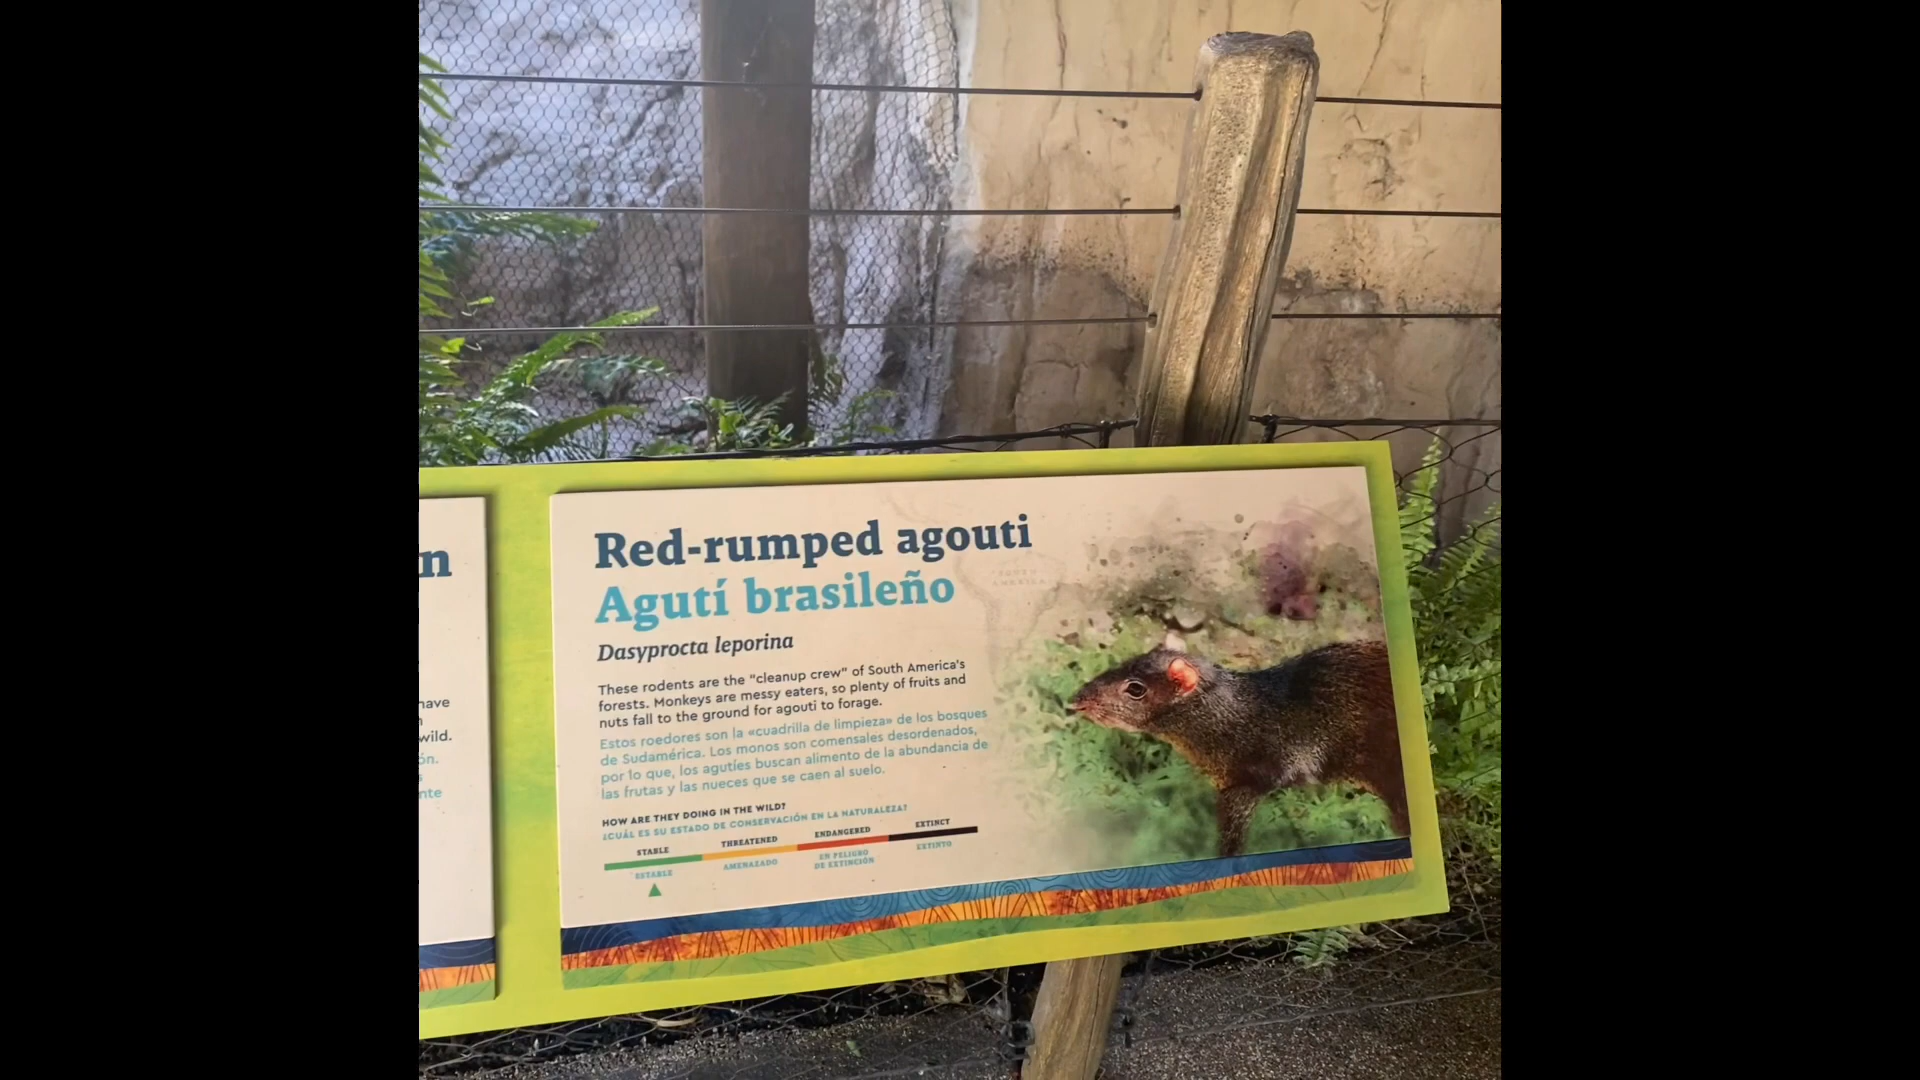 n
have
n
wild.
ón.
s
nte
Red-rumped agouti
Agutí brasileño
Dasyprocta leporina
SOUTH
AMERICA
These rodents are the "cleanup crew" of South America's
forests. Monkeys are messy eaters, so plenty of fruits and
nuts fall to the ground for agouti to forage.
Estos roedores son la «cuadrilla de limpieza» de los bosques
de Sudamérica. Los monos son comensales desordenados,
por lo que, los agutíes buscan alimento de la abundancia de
las frutas y las nueces que se caen al suelo.
HOW ARE THEY DOING IN THE WILD?
¿CUÁL ES SU ESTADO DE CONSERVACIÓN EN LA NATURALEZA?
STABLE THREATENED ENDANGERED EXTINCT
ESTABLE AMENAZADO EN PELIGRO EXTINTO
DE EXTINCIÓN